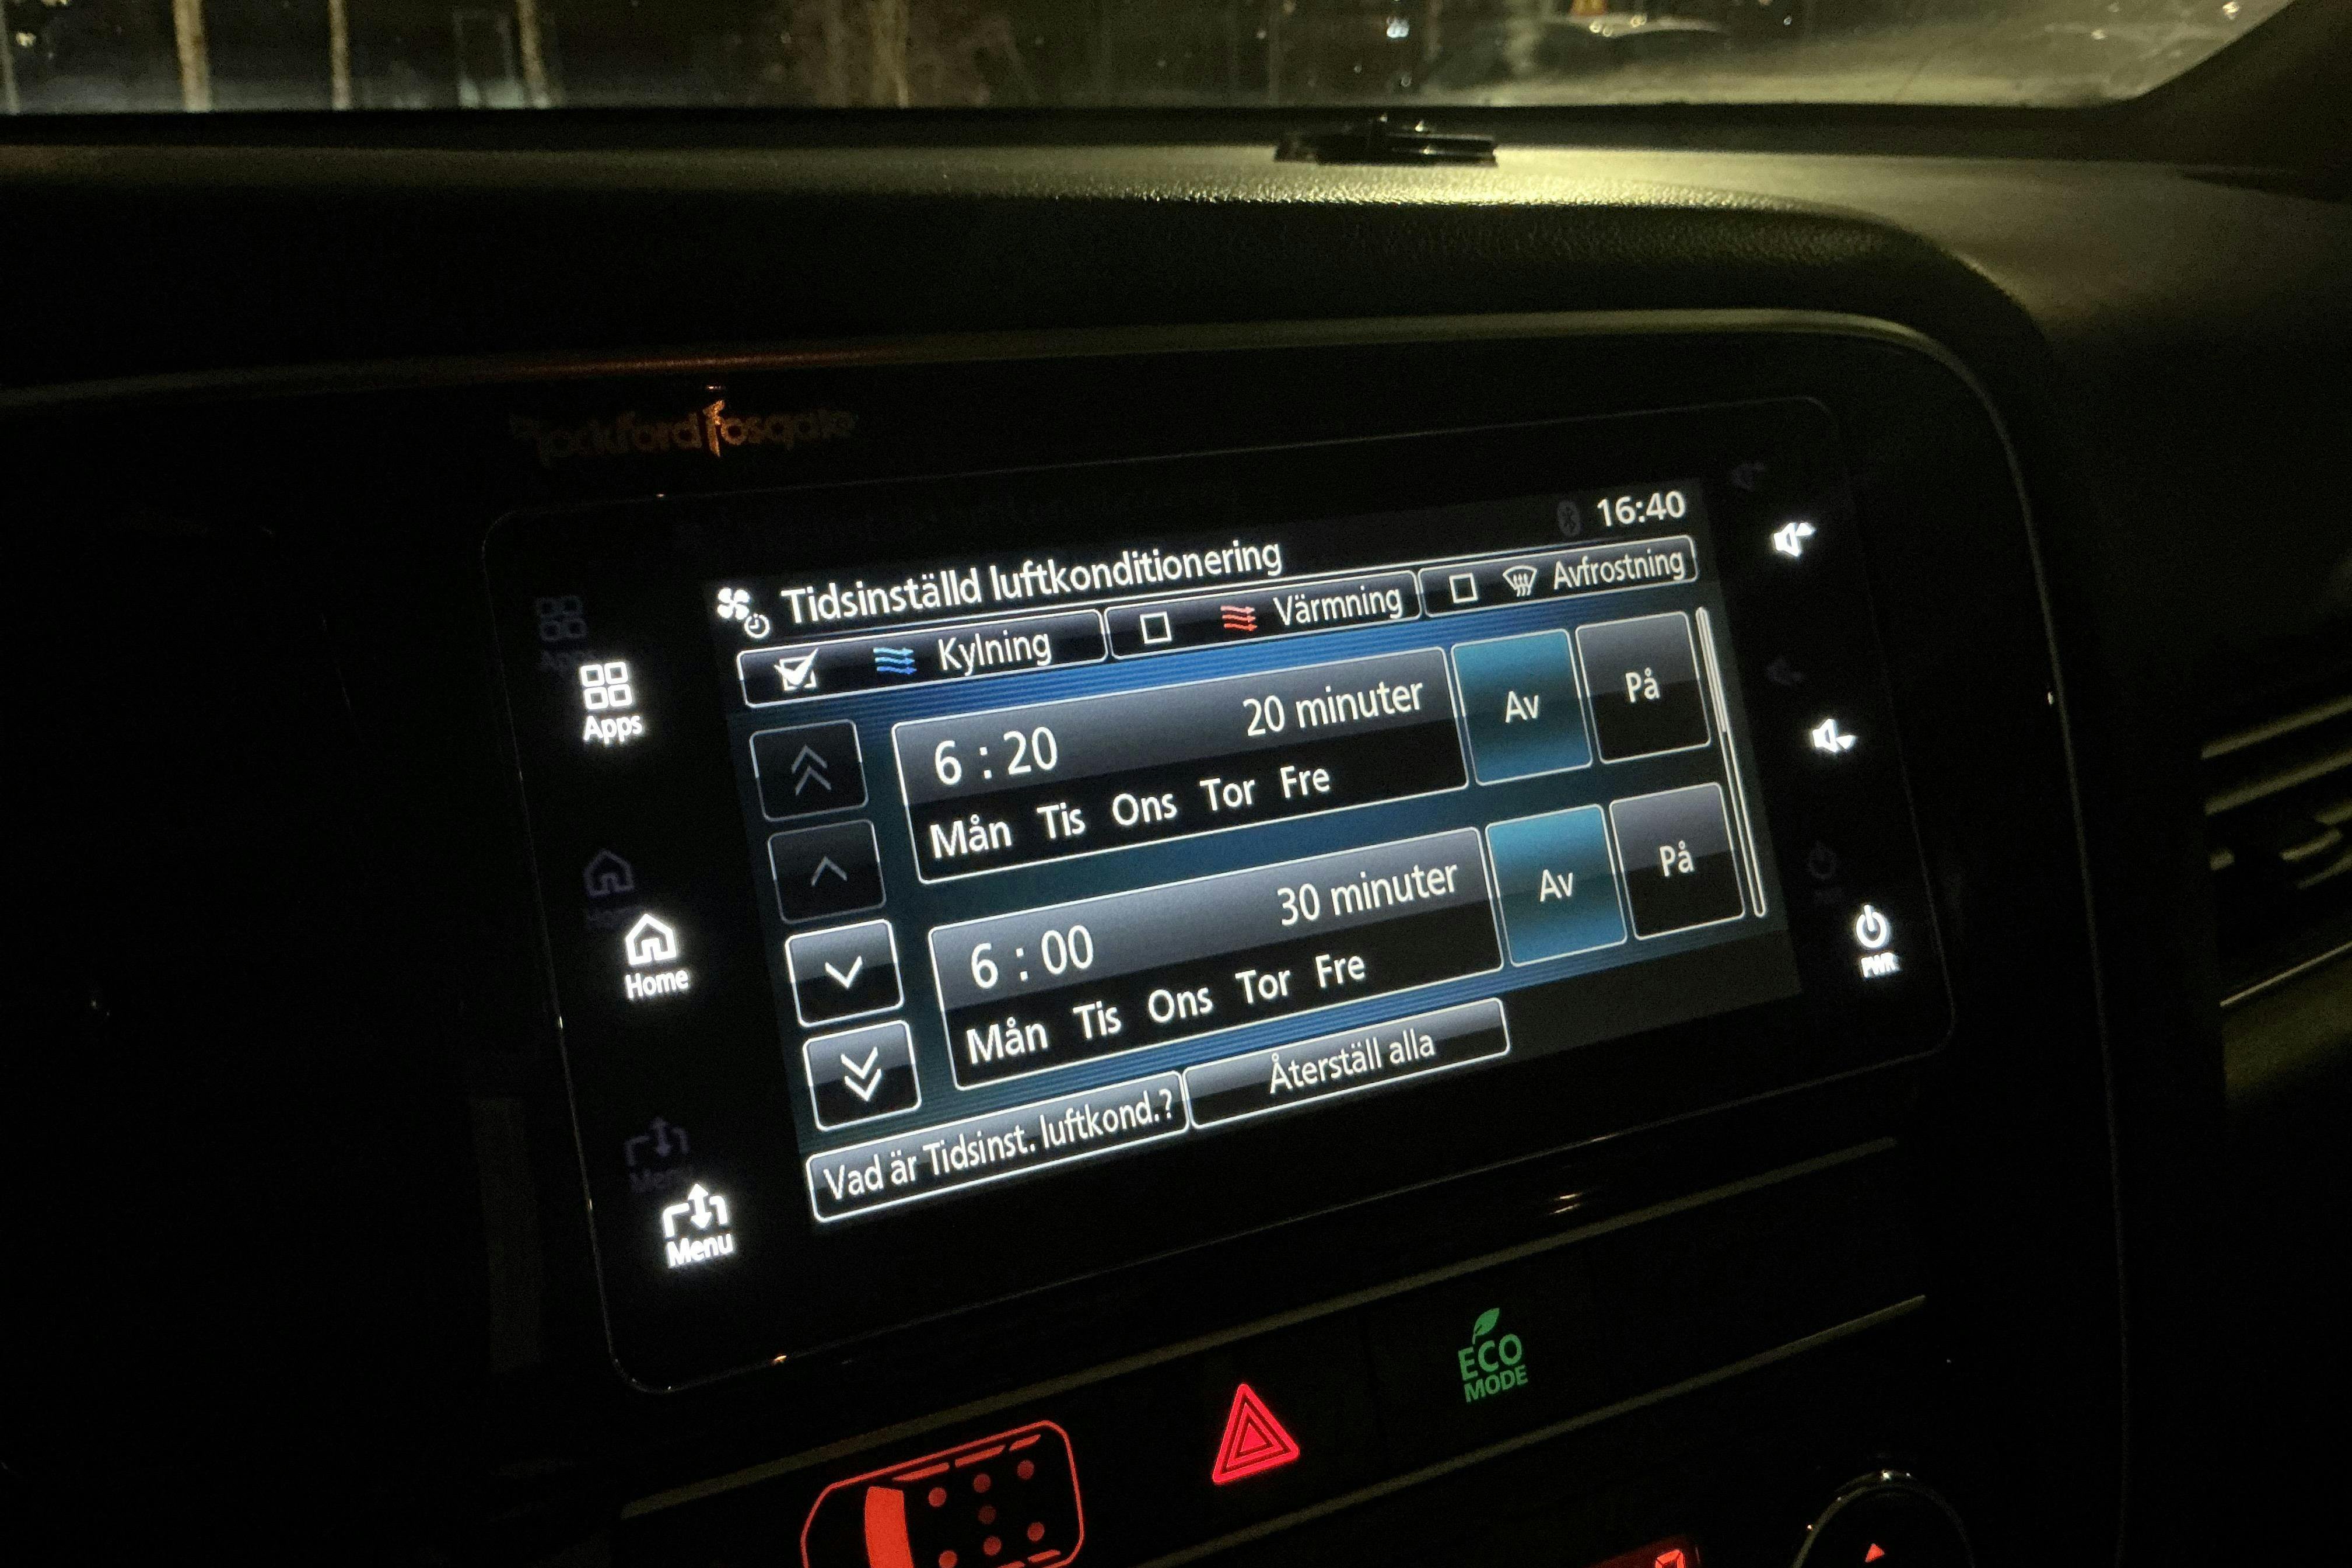 Rockford Fosgate
16:40
Tidsinställd luftkonditionering
Kylning Värmning Avfrostning
6 : 20 20 minuter Av På
Mån Tis Ons Tor Fre
6 : 00 30 minuter Av På
Mån Tis Ons Tor Fre
Vad är Tidsinst. luftkond.? Återställ alla
Apps
Home
Menu
PWR
ECO
MODE